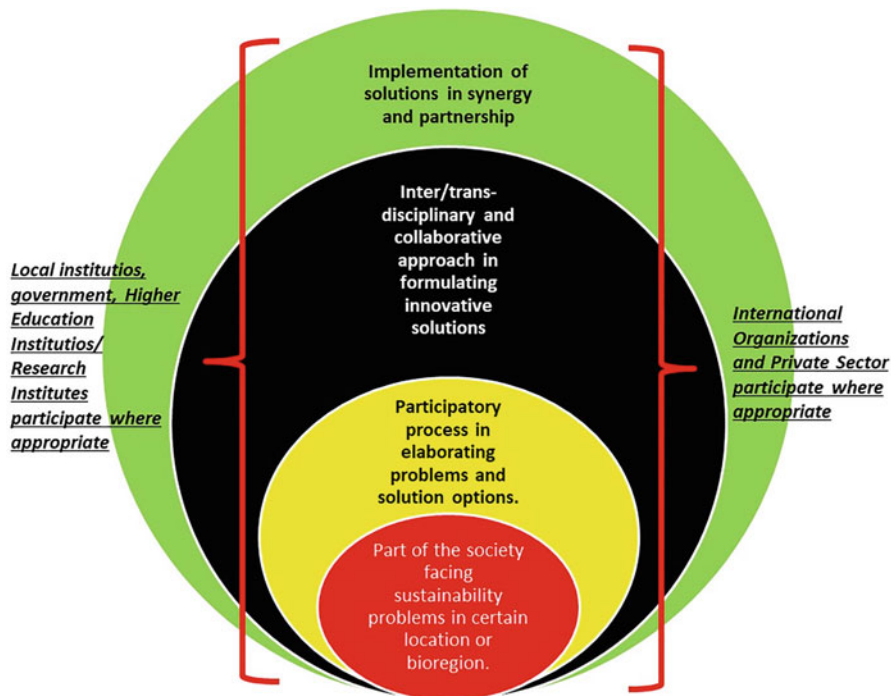 Implementation of
solutions in synergy
and partnership
Inter/trans-
disciplinary and
collaborative
approach in
formulating
innovative
solutions
Local institutios,
government, Higher
Education
Institutios/
Research
Institutes
participate where
appropriate
International
Organizations
and Private Sector
participate where
appropriate
Participatory
process in
elaborating
problems and
solution options.
Part of the society
facing
sustainability
problems in certain
location or
bioregion.